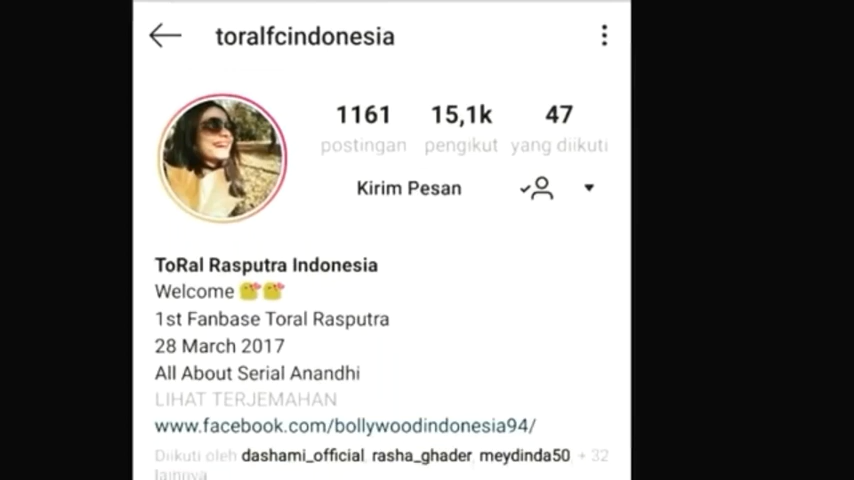 toralfcindonesia
1161 15,1k 47
postingan pengikut yang diikuti
Kirim Pesan
ToRal Rasputra Indonesia
Welcome
1st Fanbase Toral Rasputra
28 March 2017
All About Serial Anandhi
LIHAT TERJEMAHAN
www.facebook.com/bollywoodindonesia94/
Diikuti oleh dashami_official, rasha_ghader, meydinda50, + 32
lainnya